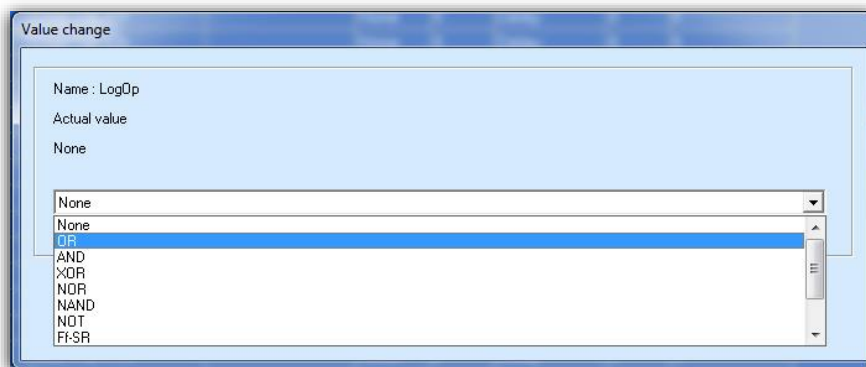 Value change
Name : LogOp
Actual value
None
None
None
OR
AND
XOR
NOR
NAND
NOT
Ff-SR